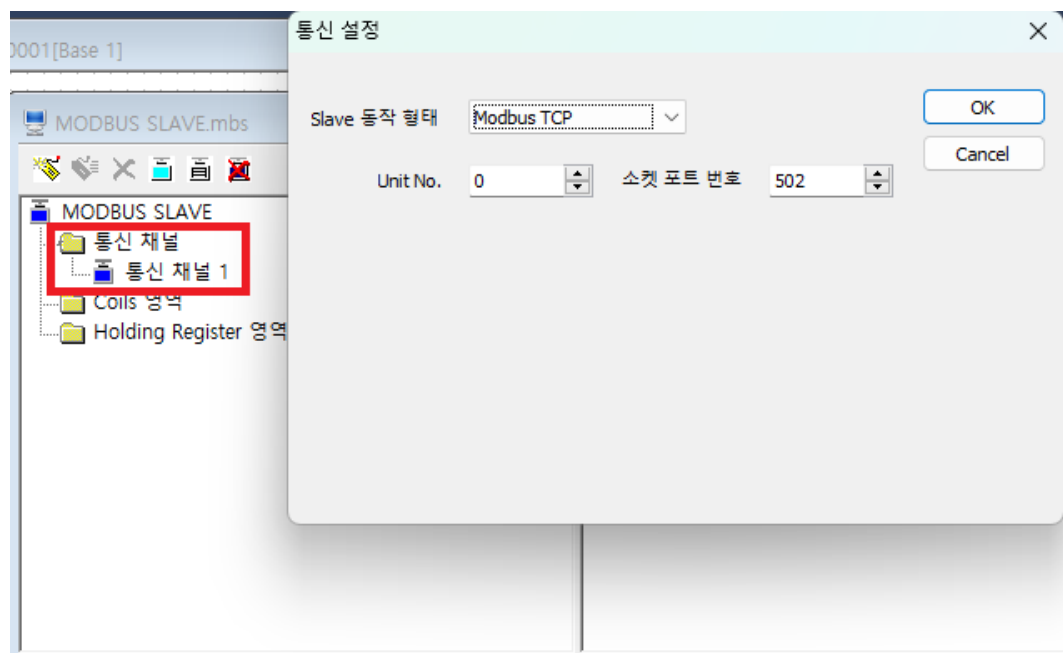 통신 설정
0001[Base 1]
Slave 동작 형태
Modbus TCP
OK
Cancel
Unit No.
0
소켓 포트 번호
502
MODBUS SLAVE.mbs
MODBUS SLAVE
통신 채널
통신 채널 1
Coils 영역
Holding Register 영역